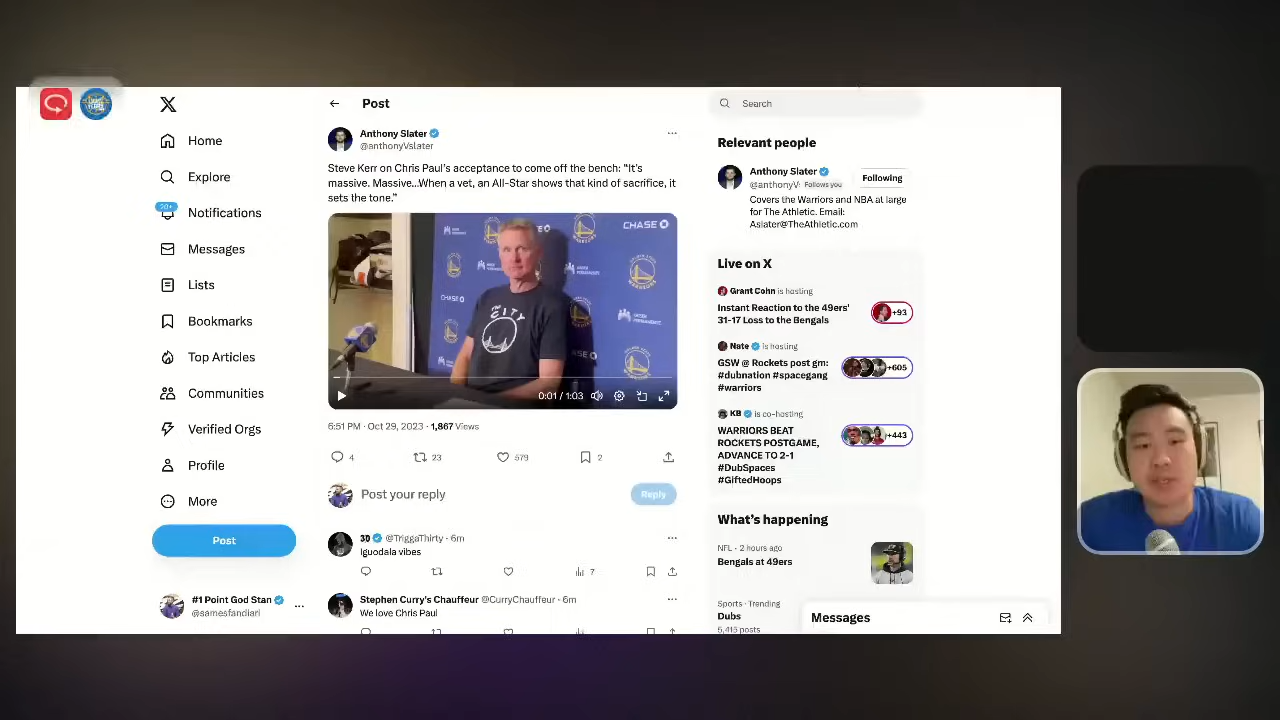 Home
Explore
20+
Notifications
Messages
Lists
Bookmarks
Top Articles
Communities
Verified Orgs
Profile
More
Post
#1 Point God Stan
@samesfandiari
Post
Anthony Slater
@anthonyVslater
Steve Kerr on Chris Paul's acceptance to come off the bench: "It's
massive. Massive...When a vet, an All-Star shows that kind of sacrifice, it
sets the tone."
CHASE
CHASE
CHASE
CITY
0:01 / 1:03
6:51 PM · Oct 29, 2023 · 1,867 Views
4
23
579
2
Post your reply
Reply
@TriggaThirty · 6m
Iguodala vibes
7
Stephen Curry's Chauffeur @CurryChauffeur · 6m
We love Chris Paul
Search
Relevant people
Anthony Slater
@anthonyV
Follows you
Following
Covers the Warriors and NBA at large
for The Athletic. Email:
Live on X
Grant Cohn is hosting
Instant Reaction to the 49ers'
31-17 Loss to the Bengals
+93
Nate is hosting
GSW @ Rockets post gm:
#dubnation #spacegang
#warriors
+605
KB is co-hosting
WARRIORS BEAT
ROCKETS POSTGAME,
ADVANCE TO 2-1
#DubSpaces
#GiftedHoops
+443
What's happening
NFL · 2 hours ago
Bengals at 49ers
Sports · Trending
Dubs
5,415 posts
Messages